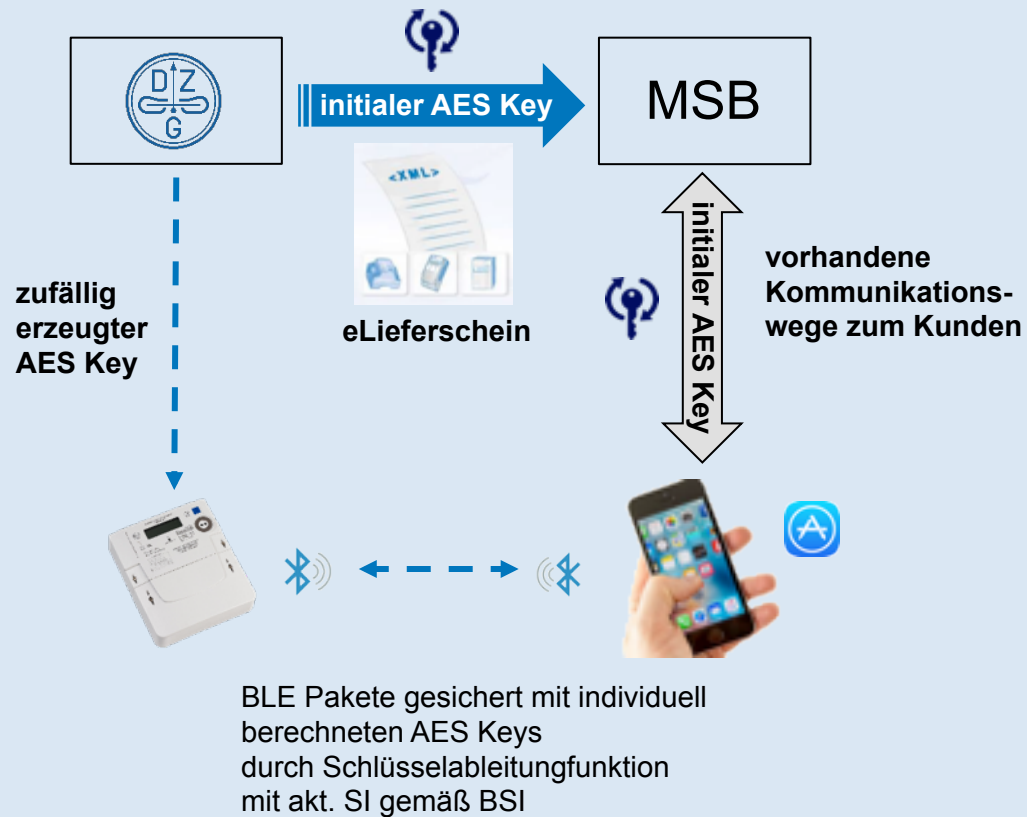 D Z
G
initialer AES Key
MSB
<XML>
eLieferschein
zufällig
erzeugter
AES Key
initialer AES Key
vorhandene
Kommunikations-
wege zum Kunden
BLE Pakete gesichert mit individuell
berechneten AES Keys
durch Schlüsselableitungfunktion
mit akt. SI gemäß BSI